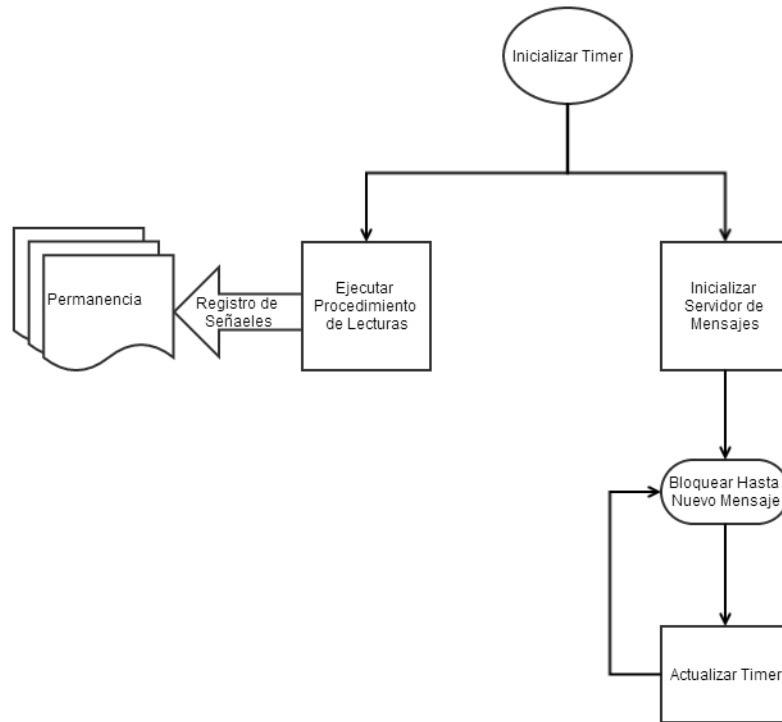 Inicializar Timer
Permanencia
Registro de
Señaeles
Ejecutar
Procedimiento
de Lecturas
Inicializar
Servidor de
Mensajes
Bloquear Hasta
Nuevo Mensaje
Actualizar Timer